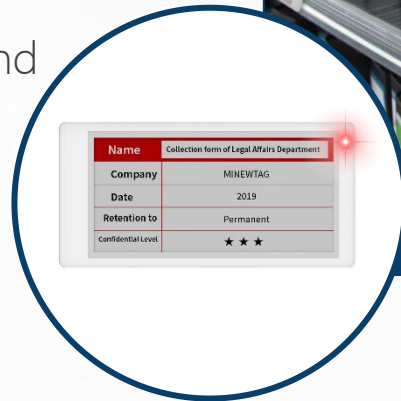 nd
Name Collection form of Legal Affairs Department
Company MINEWTAG
Date 2019
Retention to Permanent
Confidential Level ★ ★ ★